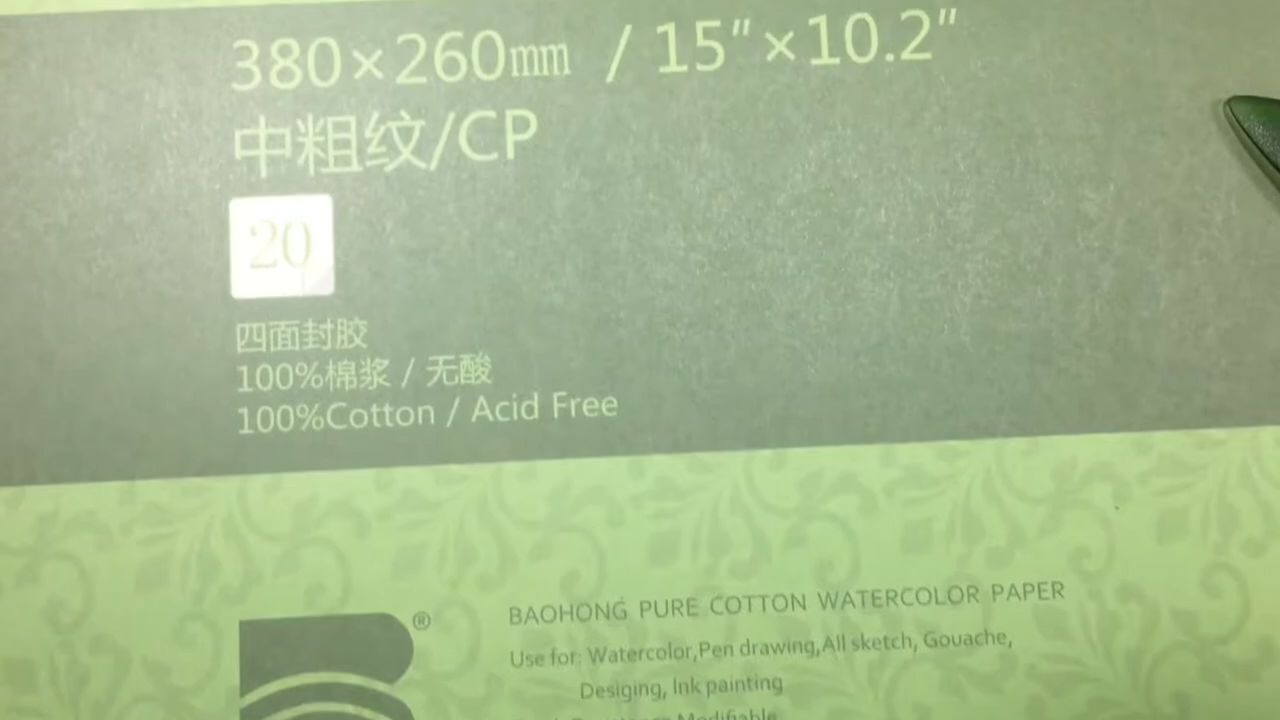 380×260mm / 15"×10.2"
中粗纹/CP
20
四面封胶
100%棉浆 / 无酸
100%Cotton / Acid Free
®
BAOHONG PURE COTTON WATERCOLOR PAPER
Use for: Watercolor,Pen drawing,All sketch, Gouache,
Desiging, Ink painting
Modifiable